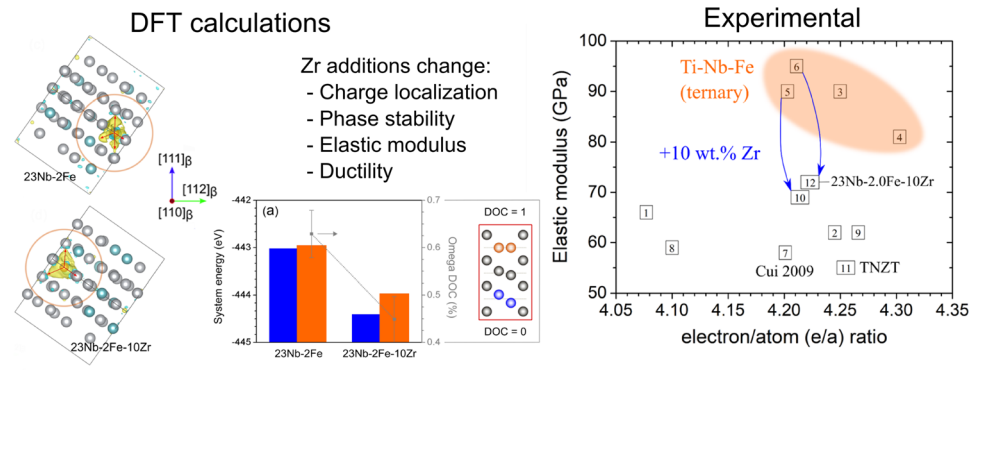 DFT calculations
23Nb-2Fe
23Nb-2Fe-10Zr
[111]β
[112]β
[110]β
Zr additions change:
- Charge localization
- Phase stability
- Elastic modulus
- Ductility
(a)
System energy (eV)
-442
-443
-444
-445
0.7
0.6
0.5
0.4
Omega DOC (%)
23Nb-2Fe
23Nb-2Fe-10Zr
DOC = 1
DOC = 0
Experimental
Elastic modulus (GPa)
100
90
80
70
60
50
4.05
4.10
4.15
4.20
4.25
4.30
4.35
electron/atom (e/a) ratio
Ti-Nb-Fe
(ternary)
+10 wt.% Zr
6
5
3
4
12
23Nb-2.0Fe-10Zr
10
1
8
2
9
7
Cui 2009
11
TNZT